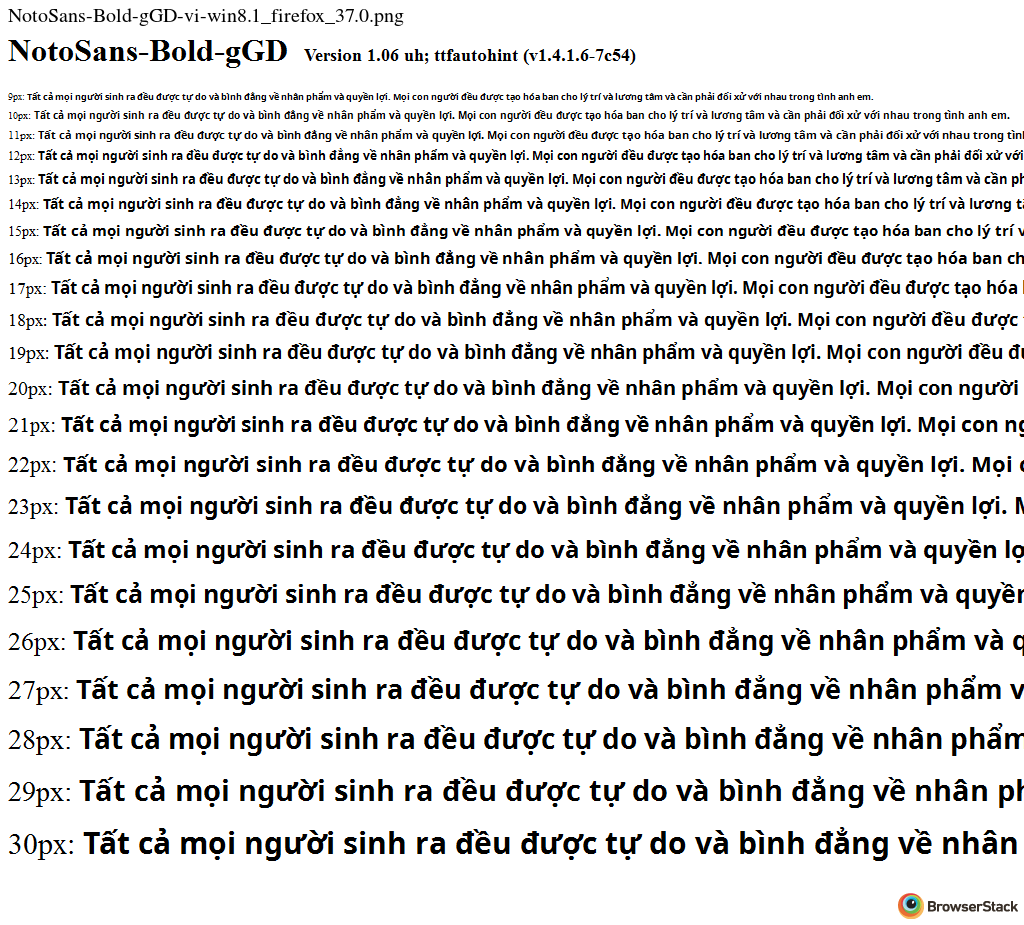 NotoSans-Bold-gGD-vi-win8.1_firefox_37.0.png
NotoSans-Bold-gGD Version 1.06 uh; ttfautohint (v1.4.1.6-7c54)
9px: Tất cả mọi người sinh ra đều được tự do và bình đẳng về nhân phẩm và quyền lợi. Mọi con người đều được tạo hóa ban cho lý trí và lương tâm và cần phải đối xử với nhau trong tình anh em.
10px: Tất cả mọi người sinh ra đều được tự do và bình đẳng về nhân phẩm và quyền lợi. Mọi con người đều được tạo hóa ban cho lý trí và lương tâm và cần phải đối xử với nhau trong tình anh em.
11px: Tất cả mọi người sinh ra đều được tự do và bình đẳng về nhân phẩm và quyền lợi. Mọi con người đều được tạo hóa ban cho lý trí và lương tâm và cần phải đối xử với nhau trong tìn
12px: Tất cả mọi người sinh ra đều được tự do và bình đẳng về nhân phẩm và quyền lợi. Mọi con người đều được tạo hóa ban cho lý trí và lương tâm và cần phải đối xử với
13px: Tất cả mọi người sinh ra đều được tự do và bình đẳng về nhân phẩm và quyền lợi. Mọi con người đều được tạo hóa ban cho lý trí và lương tâm và cần ph
14px: Tất cả mọi người sinh ra đều được tự do và bình đẳng về nhân phẩm và quyền lợi. Mọi con người đều được tạo hóa ban cho lý trí và lương
15px: Tất cả mọi người sinh ra đều được tự do và bình đẳng về nhân phẩm và quyền lợi. Mọi con người đều được tạo hóa ban cho lý trí v
16px: Tất cả mọi người sinh ra đều được tự do và bình đẳng về nhân phẩm và quyền lợi. Mọi con người đều được tạo hóa ban ch
17px: Tất cả mọi người sinh ra đều được tự do và bình đẳng về nhân phẩm và quyền lợi. Mọi con người đều được tạo hóa
18px: Tất cả mọi người sinh ra đều được tự do và bình đẳng về nhân phẩm và quyền lợi. Mọi con người đều được
19px: Tất cả mọi người sinh ra đều được tự do và bình đẳng về nhân phẩm và quyền lợi. Mọi con người đều
20px: Tất cả mọi người sinh ra đều được tự do và bình đẳng về nhân phẩm và quyền lợi. Mọi con người
21px: Tất cả mọi người sinh ra đều được tự do và bình đẳng về nhân phẩm và quyền lợi. Mọi con
22px: Tất cả mọi người sinh ra đều được tự do và bình đẳng về nhân phẩm và quyền lợi. Mọi
23px: Tất cả mọi người sinh ra đều được tự do và bình đẳng về nhân phẩm và quyền lợi.
24px: Tất cả mọi người sinh ra đều được tự do và bình đẳng về nhân phẩm và quyền lợ
25px: Tất cả mọi người sinh ra đều được tự do và bình đẳng về nhân phẩm và quyền
26px: Tất cả mọi người sinh ra đều được tự do và bình đẳng về nhân phẩm và q
27px: Tất cả mọi người sinh ra đều được tự do và bình đẳng về nhân phẩm v
28px: Tất cả mọi người sinh ra đều được tự do và bình đẳng về nhân phẩm
29px: Tất cả mọi người sinh ra đều được tự do và bình đẳng về nhân ph
30px: Tất cả mọi người sinh ra đều được tự do và bình đẳng về nhân
BrowserStack